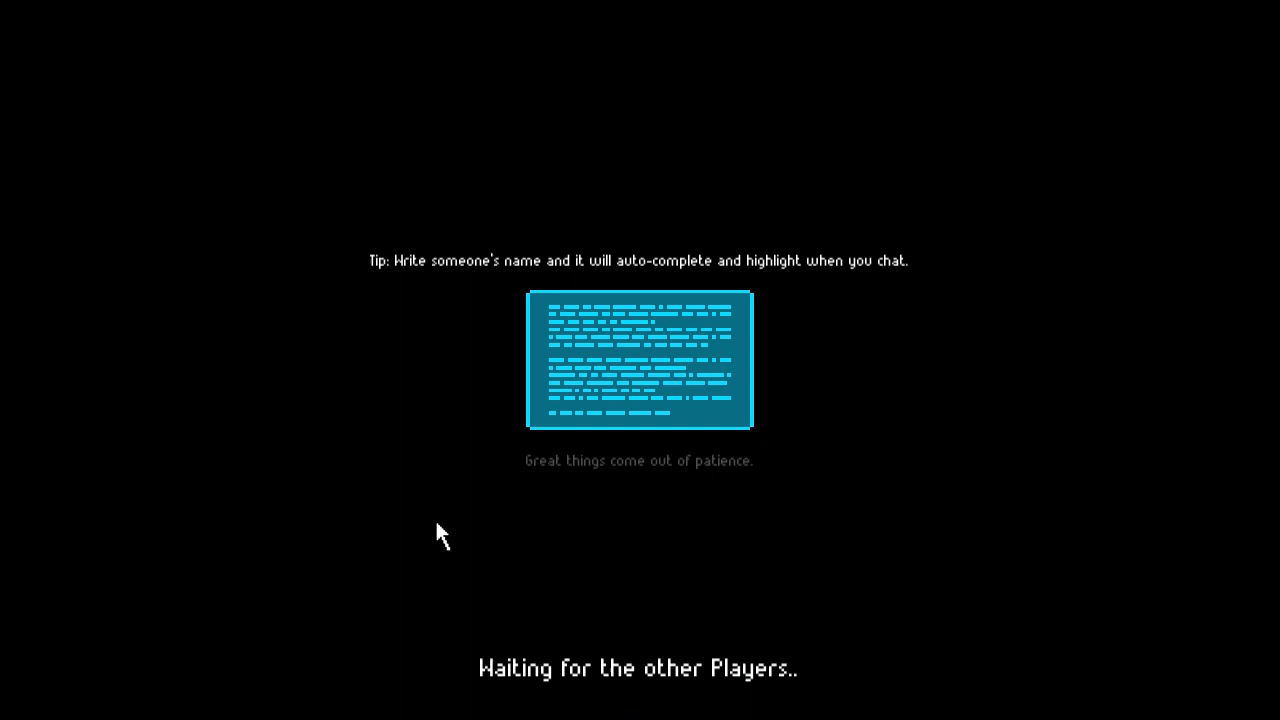 Tip: Write someone's name and it will auto-complete and highlight when you chat.
Great things come out of patience.
Waiting for the other Players..